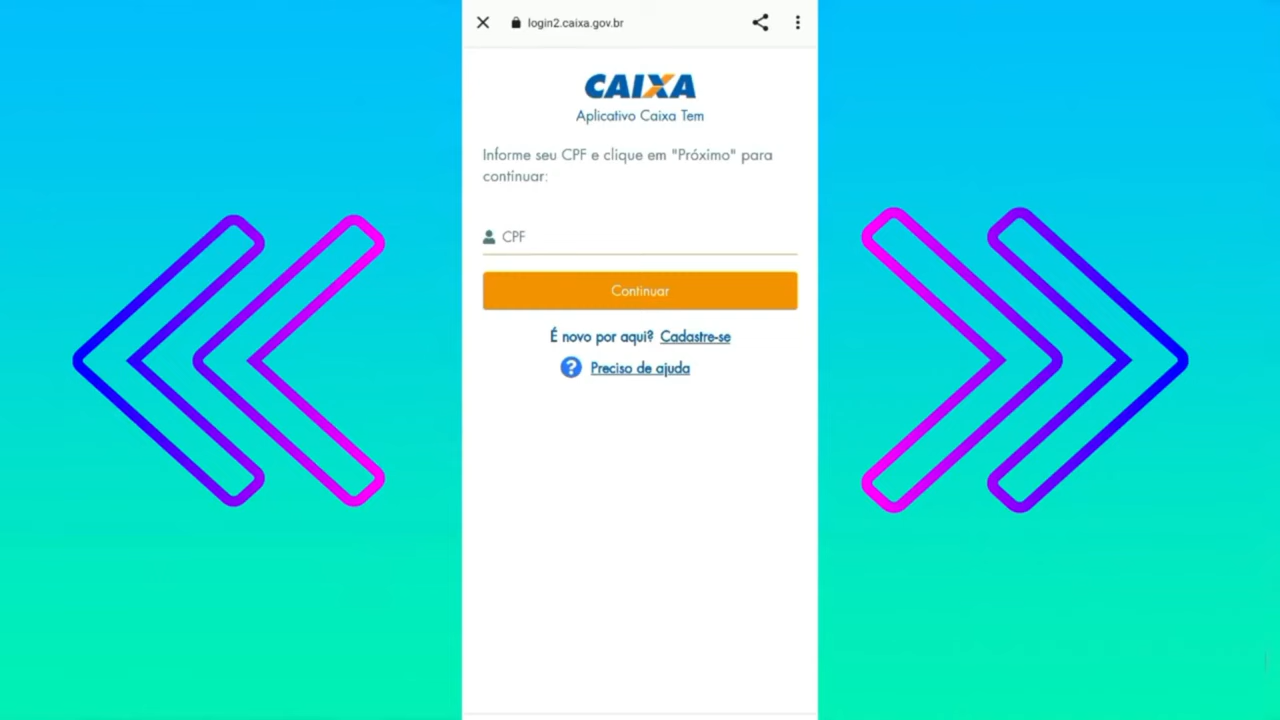 login2.caixa.gov.br
CAIXA
Aplicativo Caixa Tem
Informe seu CPF e clique em "Próximo" para
continuar:
CPF
Continuar
É novo por aqui? Cadastre-se
? Preciso de ajuda